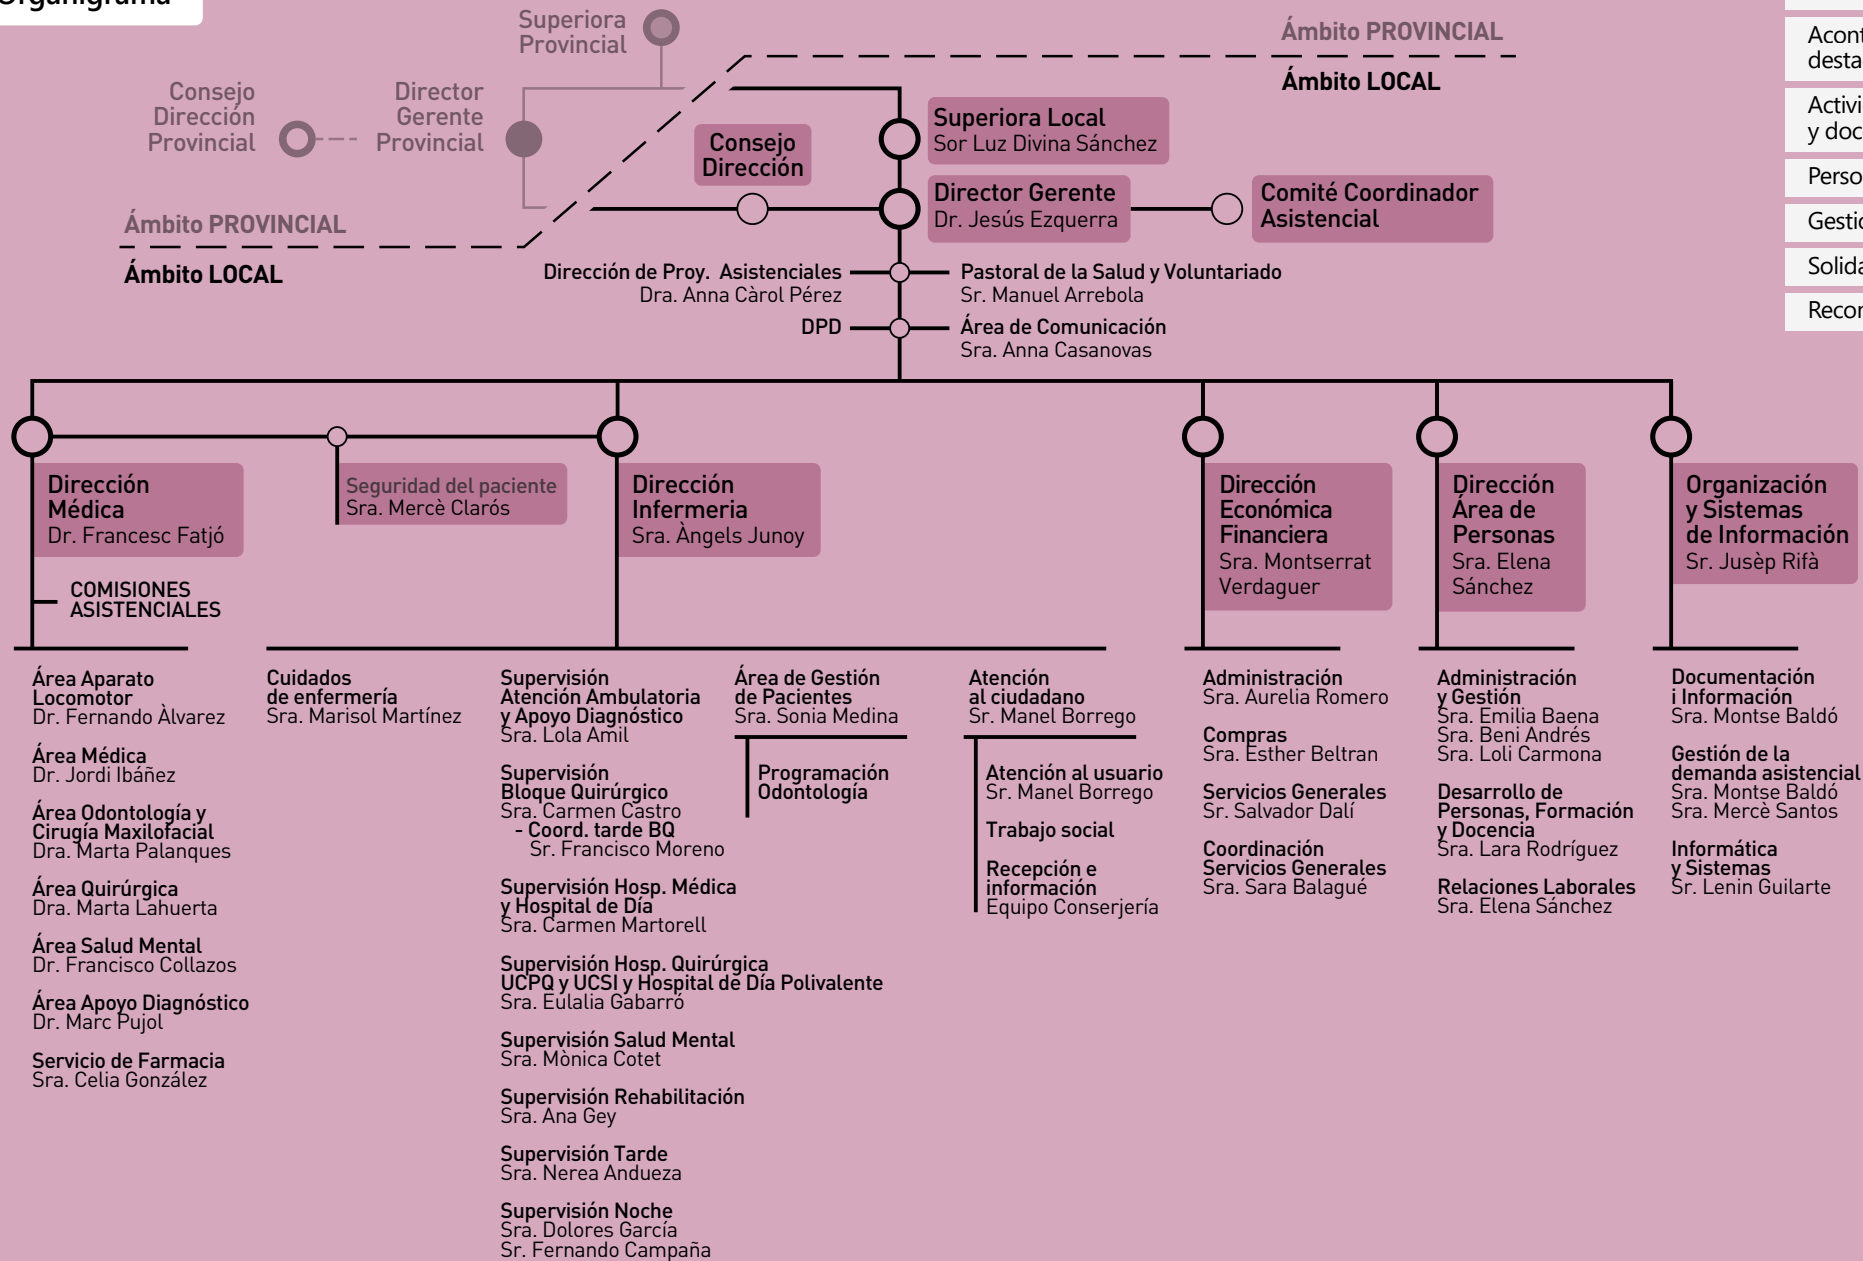 Organigrama
Superiora
Provincial
Ámbito PROVINCIAL
Ámbito LOCAL
Consejo
Dirección
Provincial
Director
Gerente
Provincial
Consejo
Dirección
Superiora Local
Sor Luz Divina Sánchez
Director Gerente
Dr. Jesús Ezquerra
Comité Coordinador
Asistencial
Ámbito PROVINCIAL
Ámbito LOCAL
Dirección de Proy. Asistenciales
Dra. Anna Càrol Pérez
Pastoral de la Salud y Voluntariado
Sr. Manuel Arrebola
DPD
Área de Comunicación
Sra. Anna Casanovas
Dirección
Médica
Dr. Francesc Fatjó
Seguridad del paciente
Sra. Mercè Clarós
Dirección
Infermeria
Sra. Àngels Junoy
Dirección
Económica
Financiera
Sra. Montserrat
Verdaguer
Dirección
Área de
Personas
Sra. Elena
Sánchez
Organización
y Sistemas
de Información
Sr. Jusèp Rifà
COMISIONES
ASISTENCIALES
Área Aparato
Locomotor
Dr. Fernando Àlvarez
Área Médica
Dr. Jordi Ibáñez
Área Odontología y
Cirugía Maxilofacial
Dra. Marta Palanques
Área Quirúrgica
Dra. Marta Lahuerta
Área Salud Mental
Dr. Francisco Collazos
Área Apoyo Diagnóstico
Dr. Marc Pujol
Servicio de Farmacia
Sra. Celia González
Cuidados
de enfermería
Sra. Marisol Martínez
Supervisión
Atención Ambulatoria
y Apoyo Diagnóstico
Sra. Lola Amil
Supervisión
Bloque Quirúrgico
Sra. Carmen Castro
- Coord. tarde BQ
Sr. Francisco Moreno
Supervisión Hosp. Médica
y Hospital de Día
Sra. Carmen Martorell
Supervisión Hosp. Quirúrgica
UCPQ y UCSI y Hospital de Día Polivalente
Sra. Eulalia Gabarró
Supervisión Salud Mental
Sra. Mònica Cotet
Supervisión Rehabilitación
Sra. Ana Gey
Supervisión Tarde
Sra. Nerea Andueza
Supervisión Noche
Sra. Dolores García
Sr. Fernando Campaña
Área de Gestión
de Pacientes
Sra. Sonia Medina
Programación
Odontología
Atención
al ciudadano
Sr. Manel Borrego
Atención al usuario
Sr. Manel Borrego
Trabajo social
Recepción e
información
Equipo Conserjería
Administración
Sra. Aurelia Romero
Compras
Sra. Esther Beltran
Servicios Generales
Sr. Salvador Dalí
Coordinación
Servicios Generales
Sra. Sara Balagué
Administración
y Gestión
Sra. Emilia Baena
Sra. Beni Andrés
Sra. Loli Carmona
Desarrollo de
Personas, Formación
y Docencia
Sra. Lara Rodríguez
Relaciones Laborales
Sra. Elena Sánchez
Documentación
i Información
Sra. Montse Baldó
Gestión de la
demanda asistencial
Sra. Montse Baldó
Sra. Mercè Santos
Informática
y Sistemas
Sr. Lenin Guilarte
y